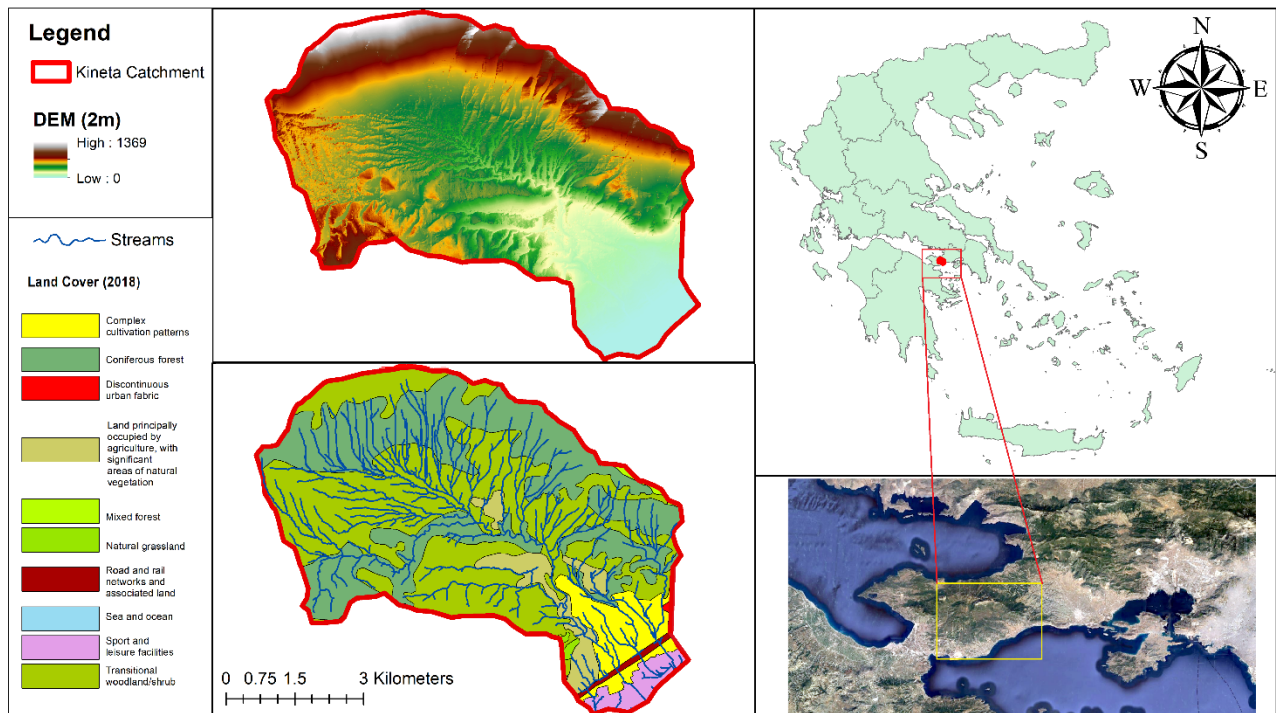 Legend
Kineta Catchment
DEM (2m)
High : 1369
Low : 0
Streams
Land Cover (2018)
Complex
cultivation patterns
Coniferous forest
Discontinuous
urban fabric
Land principally
occupied by
agriculture, with
significant
areas of natural
vegetation
Mixed forest
Natural grassland
Road and rail
networks and
associated land
Sea and ocean
Sport and
leisure facilities
Transitional
woodland/shrub
0 0.75 1.5 3 Kilometers
N
W E
S